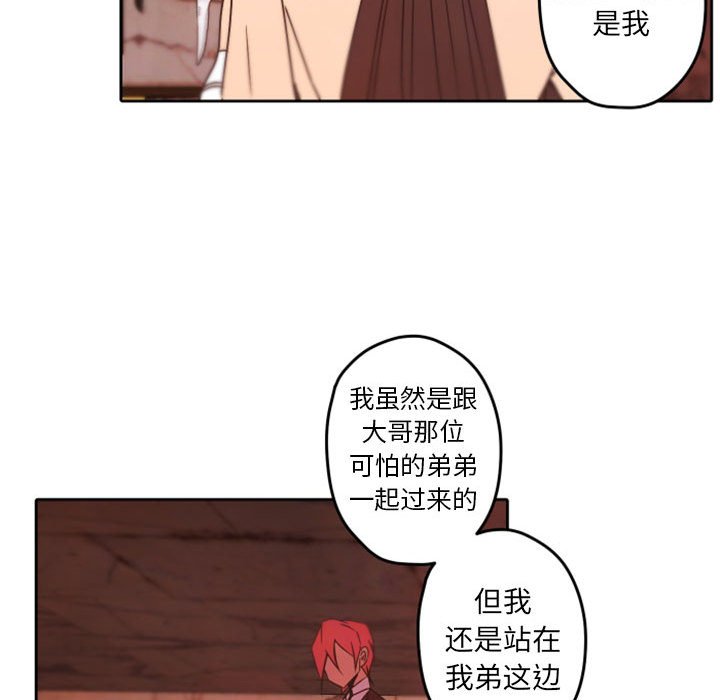 是我
我虽然是跟
大哥那位
可怕的弟弟
一起过来的
但我
还是站在
我弟这边